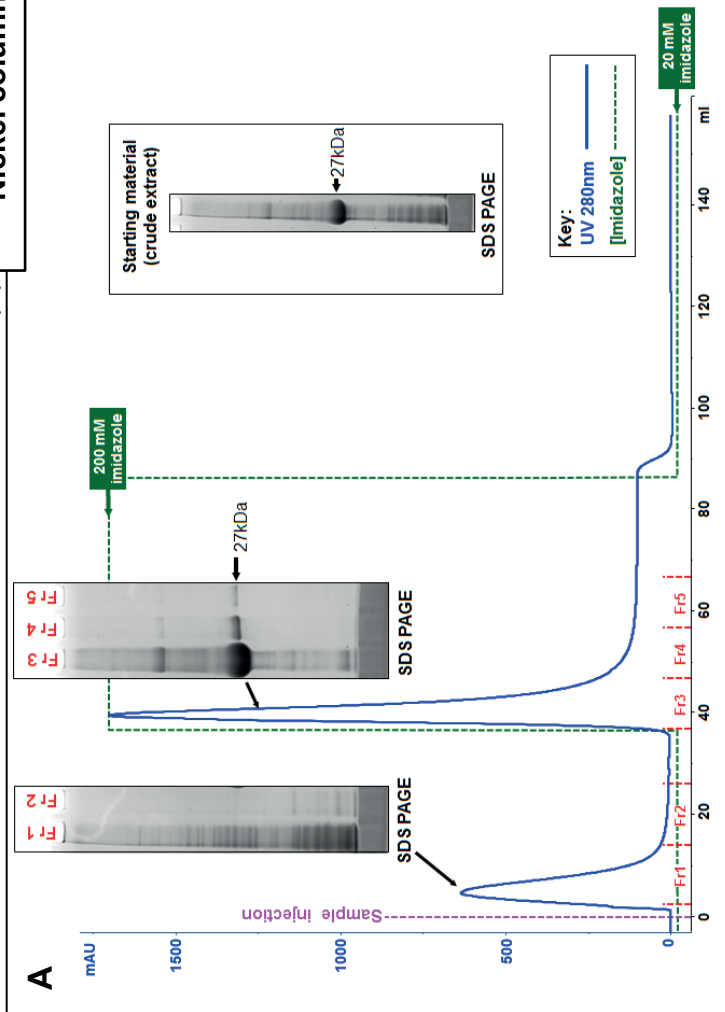 A
Nickel column
mAU
1500
1000
500
0
Sample injection
Fr 1
Fr 2
SDS PAGE
Fr 3
Fr 4
Fr 5
27kDa
SDS PAGE
200 mM
imidazole
Starting material
(crude extract)
27kDa
SDS PAGE
Key:
UV 280nm
[Imidazole]
20 mM
imidazole
Fr1
Fr2
Fr3
Fr4
Fr5
0
20
40
60
80
100
120
140
ml